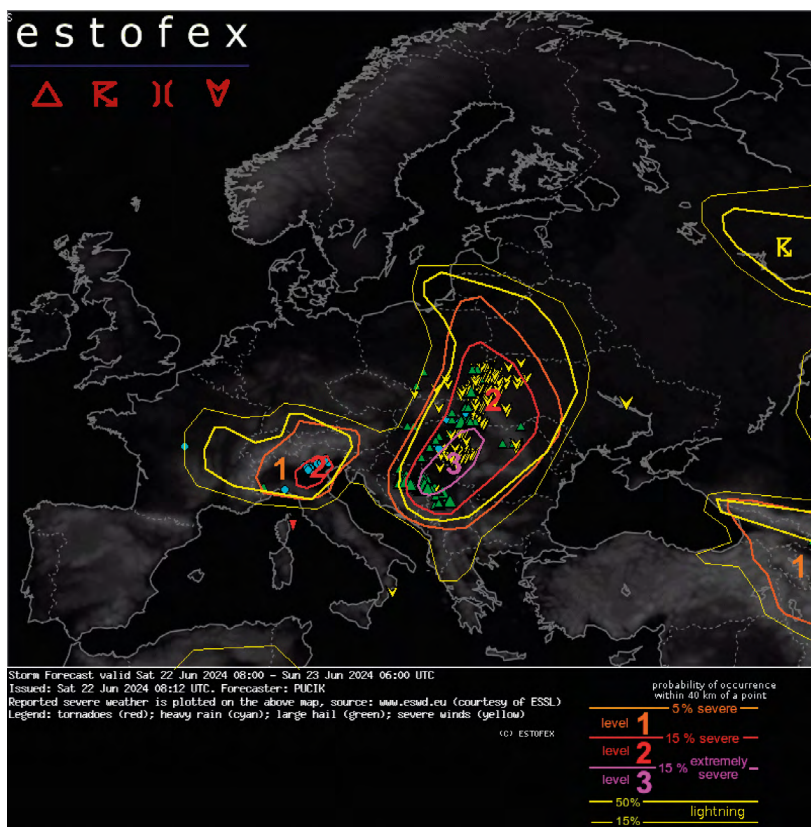 s
estofex
2
3
1
2
1
Storm Forecast valid Sat 22 Jun 2024 08:00 - Sun 23 Jun 2024 06:00 UTC
Issued: Sat 22 Jun 2024 08:12 UTC. Forecaster: PUCIK
Reported severe weather is plotted on the above map, source: www.eswd.eu (courtesy of ESSL)
Legend: tornadoes (red); heavy rain (cyan); large hail (green); severe winds (yellow)
(C) ESTOFEX
probability of occurrence
within 40 km of a point
5% severe
level 1
15 % severe
level 2
15 % extremely severe
level 3
50%
lightning
15%